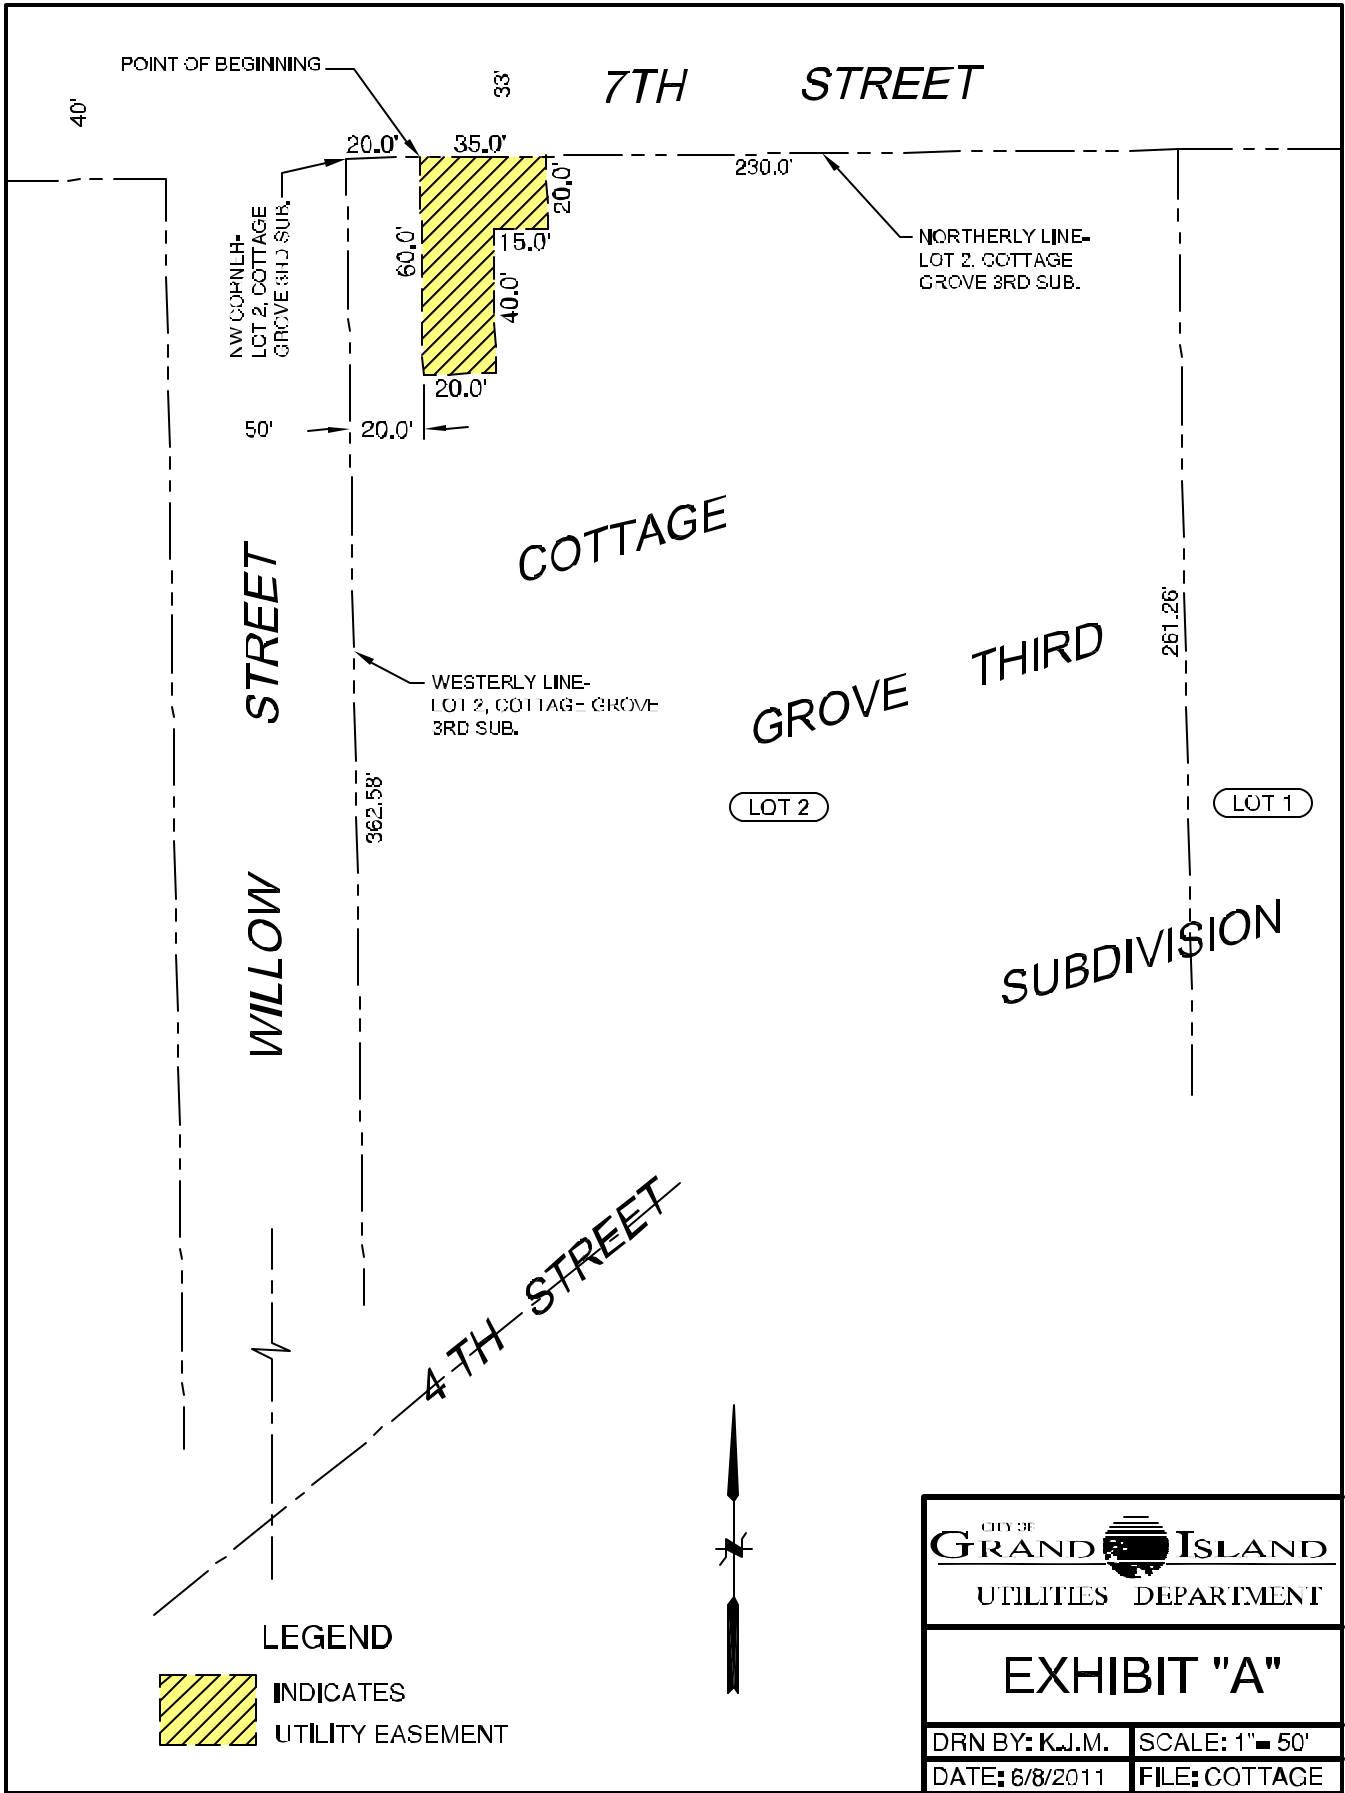 POINT OF BEGINNING
33'
7TH STREET
40'
20.0'
35.0'
230.0'
20.0'
NW
LOT 2, COTTAGE
GROVE 3RD SUB.
60.0'
15.0'
40.0'
20.0'
NORTHERLY LINE-
LOT 2, COTTAGE
GROVE 3RD SUB.
50'
20.0'
COTTAGE
GROVE THIRD
SUBDIVISION
WILLOW STREET
WESTERLY LINE-
LOT 2, COTTAGE GROVE
3RD SUB.
261.26'
362.58'
LOT 2
LOT 1
4TH STREET
LEGEND
INDICATES
UTILITY EASEMENT
CITY OF
GRAND ISLAND
UTILITIES DEPARTMENT
EXHIBIT "A"
DRN BY: K.J.M.
SCALE: 1"= 50'
DATE: 6/8/2011
FILE: COTTAGE